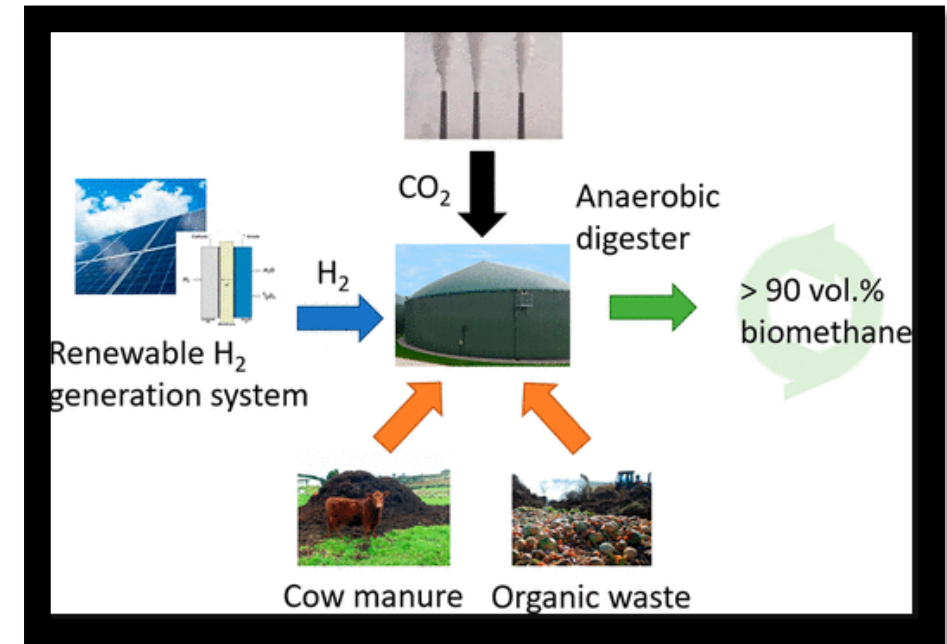 CO₂
Anaerobic
digester
H₂
> 90 vol.%
biomethane
Renewable H₂
generation system
Cow manure
Organic waste